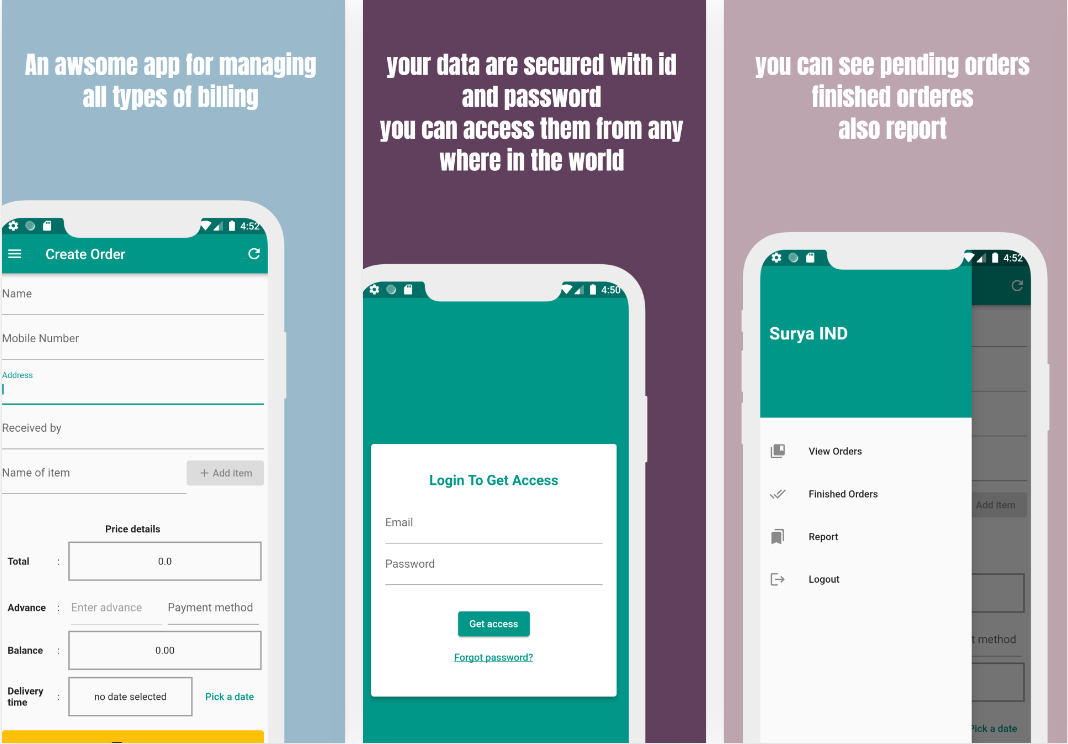 An awsome app for managing
all types of billing
4:52
Create Order
Name
Mobile Number
Address
Received by
Name of item
+ Add item
Price details
Total : 0.0
Advance : Enter advance Payment method
Balance : 0.00
Delivery
time : no date selected Pick a date
your data are secured with id
and password
you can access them from any
where in the world
4:50
Login To Get Access
Email
Password
Get access
Forgot password?
you can see pending orders
finished orderes
also report
4:52
Surya IND
View Orders
Finished Orders
Report
Logout
Add item
t method
Pick a date